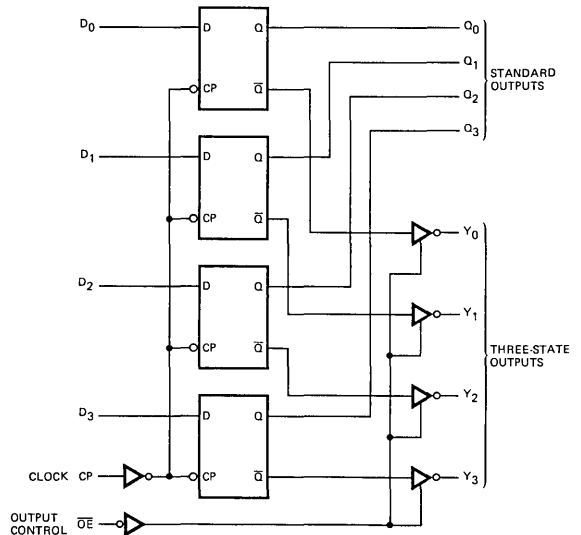 D0 D Q Q0
Q1
STANDARD
OUTPUTS
CP Q̅ Q2
Q3
D1 D Q
CP Q̅
Y0
D2 D Q
Y1
CP Q̅
THREE-STATE
OUTPUTS
Y2
D3 D Q
CLOCK CP CP Q̅ Y3
OUTPUT
CONTROL O̅E̅